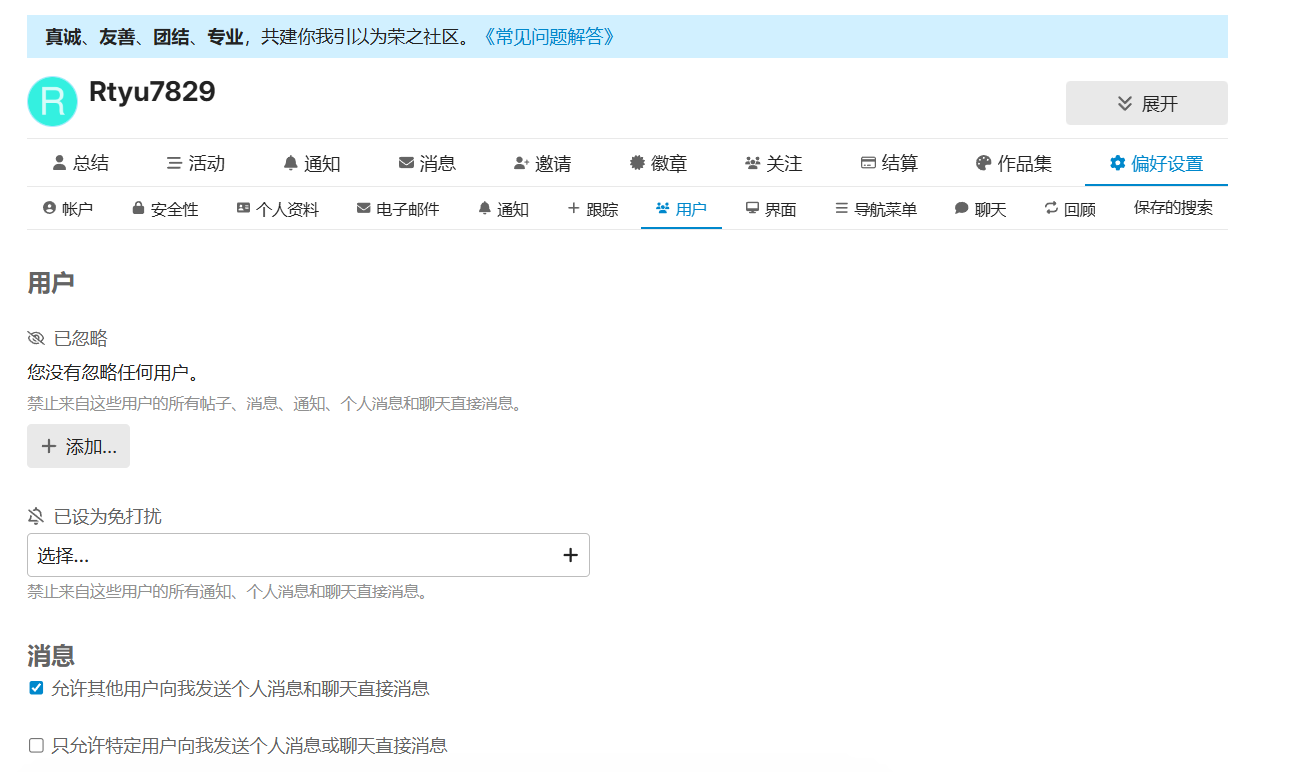 真诚、友善、团结、专业，共建你我引以为荣之社区。《常见问题解答》
R
Rtyu7829
展开
总结 活动 通知 消息 邀请 徽章 关注 结算 作品集 偏好设置
帐户 安全性 个人资料 电子邮件 通知 跟踪 用户 界面 导航菜单 聊天 回顾 保存的搜索
用户
已忽略
您没有忽略任何用户。
禁止来自这些用户的所有帖子、消息、通知、个人消息和聊天直接消息。
添加...
已设为免打扰
选择...
禁止来自这些用户的所有通知、个人消息和聊天直接消息。
消息
允许其他用户向我发送个人消息和聊天直接消息
只允许特定用户向我发送个人消息或聊天直接消息